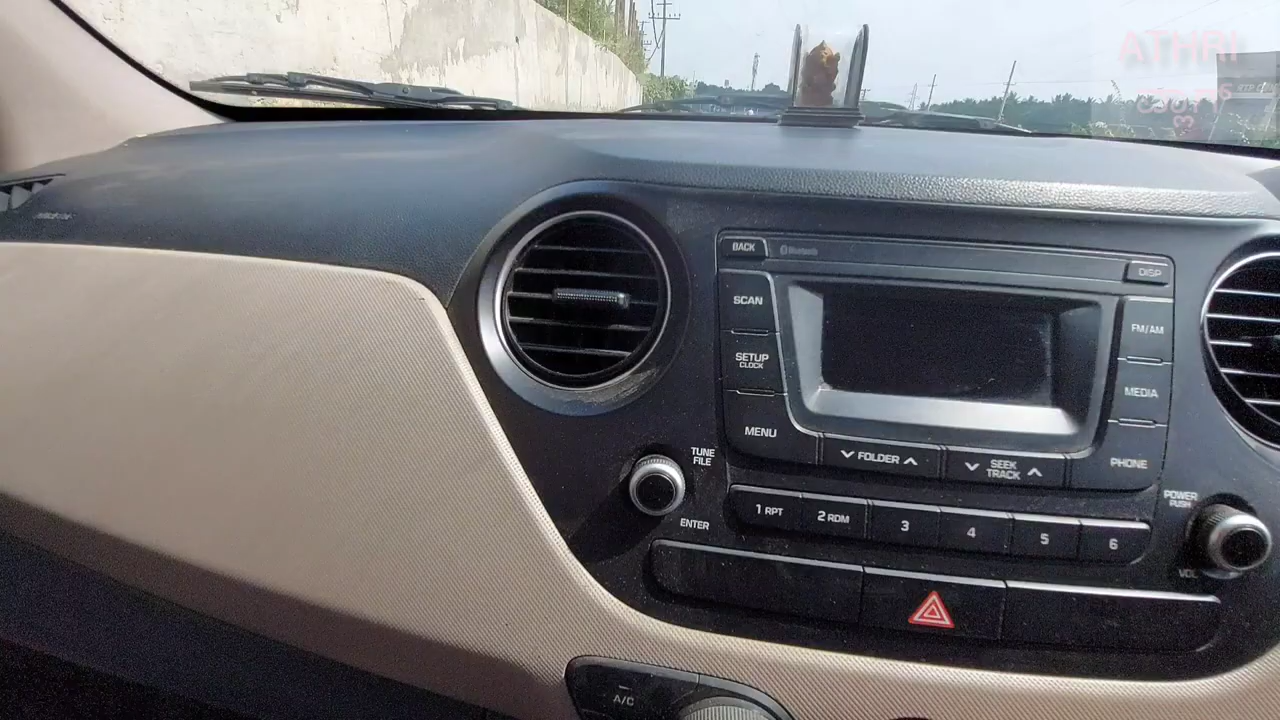 ATHRI
BACK
Bluetooth
DISP
SCAN
FM/AM
SETUP
CLOCK
MEDIA
MENU
FOLDER
SEEK
TRACK
PHONE
TUNE
FILE
POWER
PUSH
1 RPT
2 RDM
3
4
5
6
ENTER
VOL
A/C